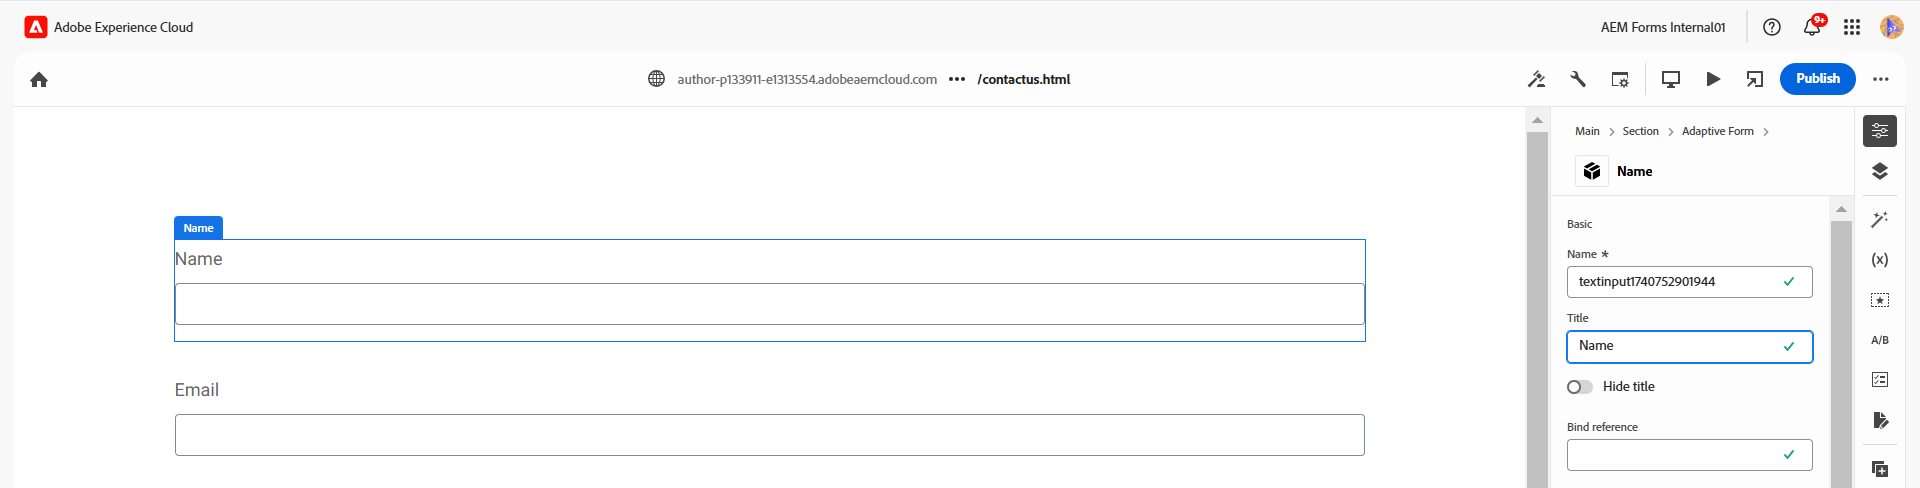 Adobe Experience Cloud
AEM Forms Internal01
9+
author-p133911-e1313554.adobeaemcloud.com ••• /contactus.html
Publish
Main > Section > Adaptive Form >
Name
Basic
Name *
textinput1740752901944
Title
Name
Hide title
Bind reference
Name
Name
Email
(x)
A/B